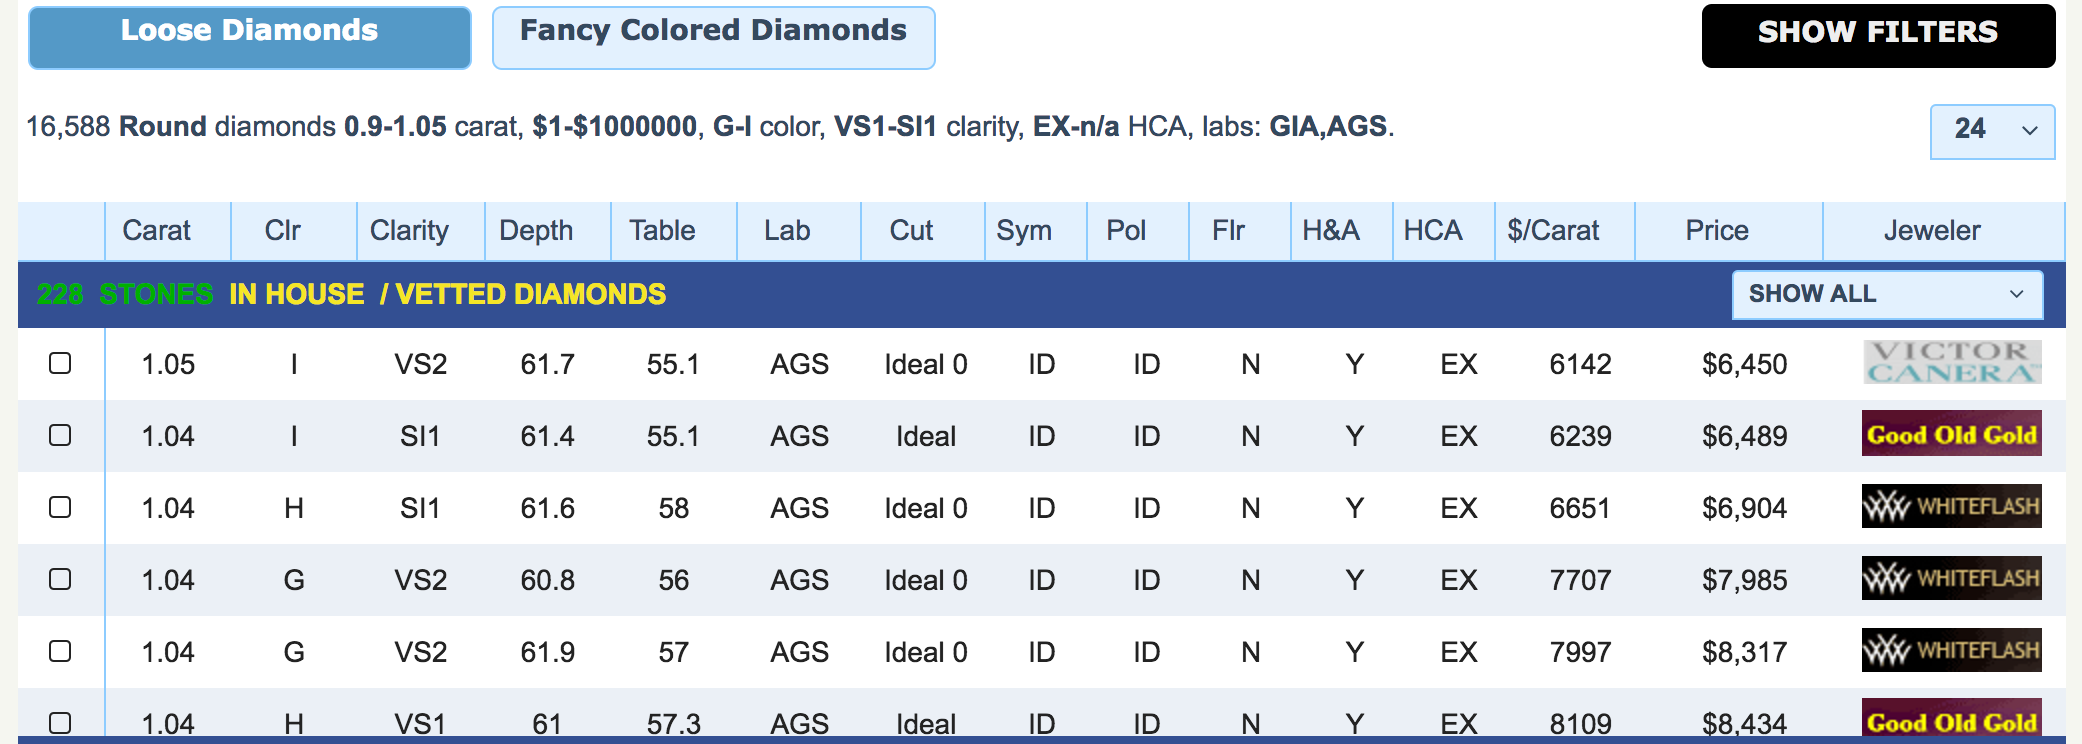 Loose Diamonds Fancy Colored Diamonds SHOW FILTERS
16,588 Round diamonds 0.9-1.05 carat, $1-$1000000, G-I color, VS1-SI1 clarity, EX-n/a HCA, labs: GIA,AGS. 24
Carat Clr Clarity Depth Table Lab Cut Sym Pol Flr H&A HCA $/Carat Price Jeweler
228 STONES IN HOUSE / VETTED DIAMONDS SHOW ALL
1.05 I VS2 61.7 55.1 AGS Ideal 0 ID ID N Y EX 6142 $6,450 VICTOR CANERA
1.04 I SI1 61.4 55.1 AGS Ideal ID ID N Y EX 6239 $6,489 Good Old Gold
1.04 H SI1 61.6 58 AGS Ideal 0 ID ID N Y EX 6651 $6,904 WHITEFLASH
1.04 G VS2 60.8 56 AGS Ideal 0 ID ID N Y EX 7707 $7,985 WHITEFLASH
1.04 G VS2 61.9 57 AGS Ideal 0 ID ID N Y EX 7997 $8,317 WHITEFLASH
1.04 H VS1 61 57.3 AGS Ideal ID ID N Y EX 8109 $8,434 Good Old Gold